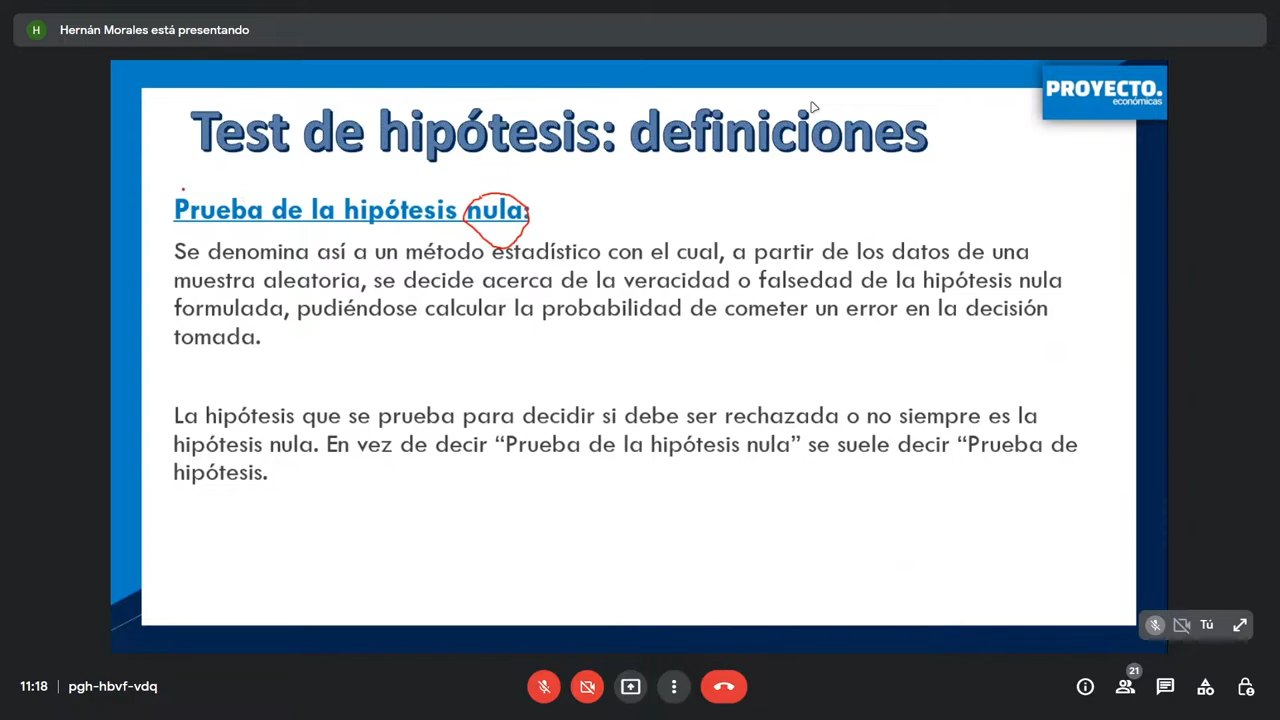 H Hernán Morales está presentando
PROYECTO.
económicas
Test de hipótesis: definiciones
Prueba de la hipótesis nula:
Se denomina así a un método estadístico con el cual, a partir de los datos de una
muestra aleatoria, se decide acerca de la veracidad o falsedad de la hipótesis nula
formulada, pudiéndose calcular la probabilidad de cometer un error en la decisión
tomada.
La hipótesis que se prueba para decidir si debe ser rechazada o no siempre es la
hipótesis nula. En vez de decir “Prueba de la hipótesis nula” se suele decir “Prueba de
hipótesis.
Tú
11:18 | pgh-hbvf-vdq
21